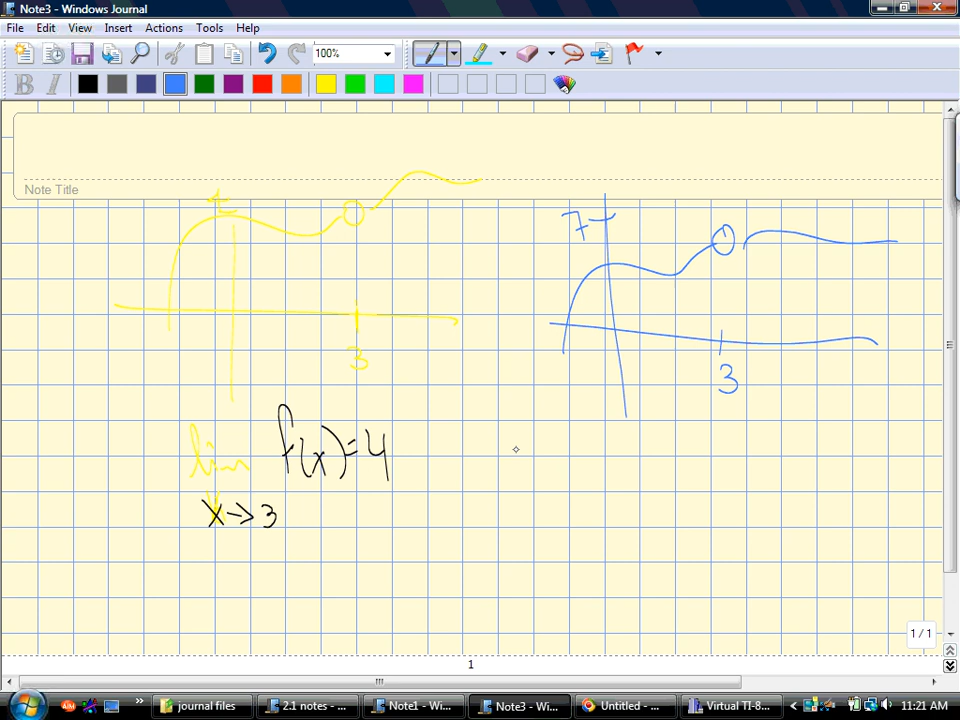 Note3 - Windows Journal
File Edit View Insert Actions Tools Help
100%
B I
Note Title
7
3
3
lim f(x)=4
x->3
1 / 1
1
journal files
2.1 notes - ...
Note1 - Wi...
Note3 - Wi...
Untitled - ...
Virtual TI-8...
11:21 AM